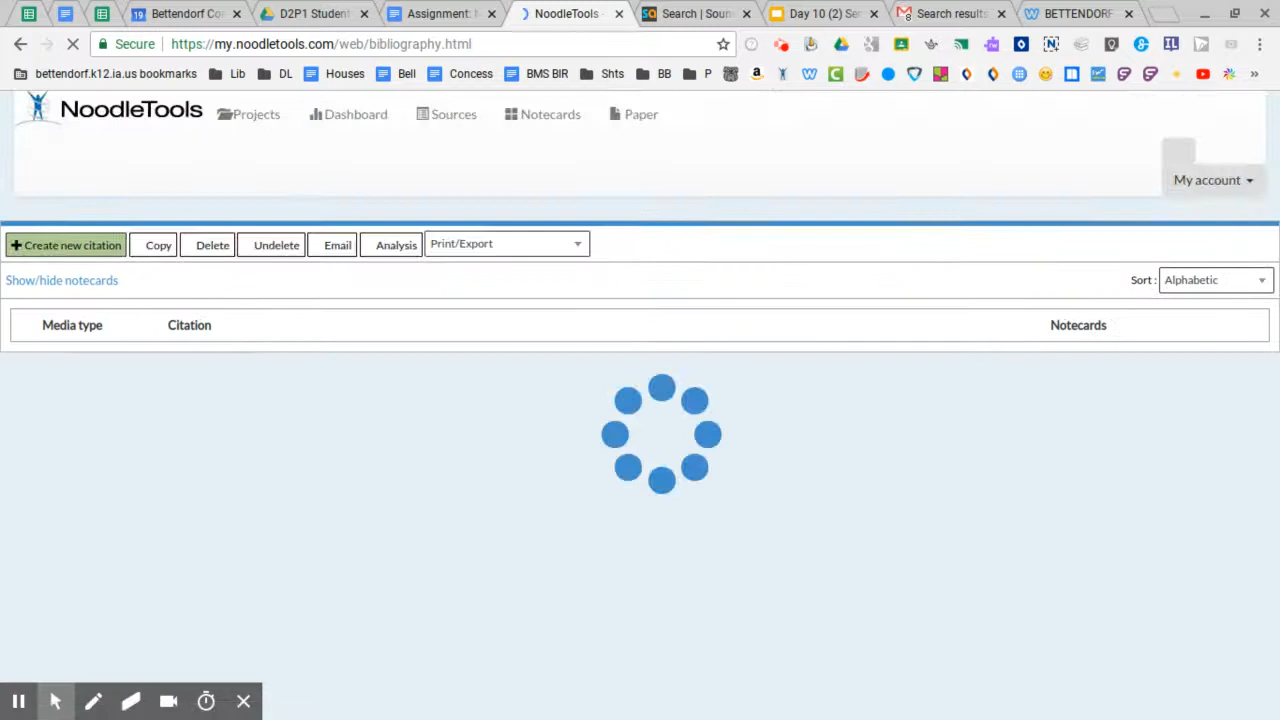 Bettendorf Co
D2P1 Student
Assignment:
NoodleTools
Search | Soun
Day 10 (2) Se
Search results
BETTENDORF
Secure https://my.noodletools.com/web/bibliography.html
bettendorf.k12.ia.us bookmarks Lib DL Houses Bell Concess BMS BIR Shts BB P
NoodleTools Projects Dashboard Sources Notecards Paper
My account
Create new citation Copy Delete Undelete Email Analysis Print/Export
Show/hide notecards Sort : Alphabetic
Media type Citation Notecards